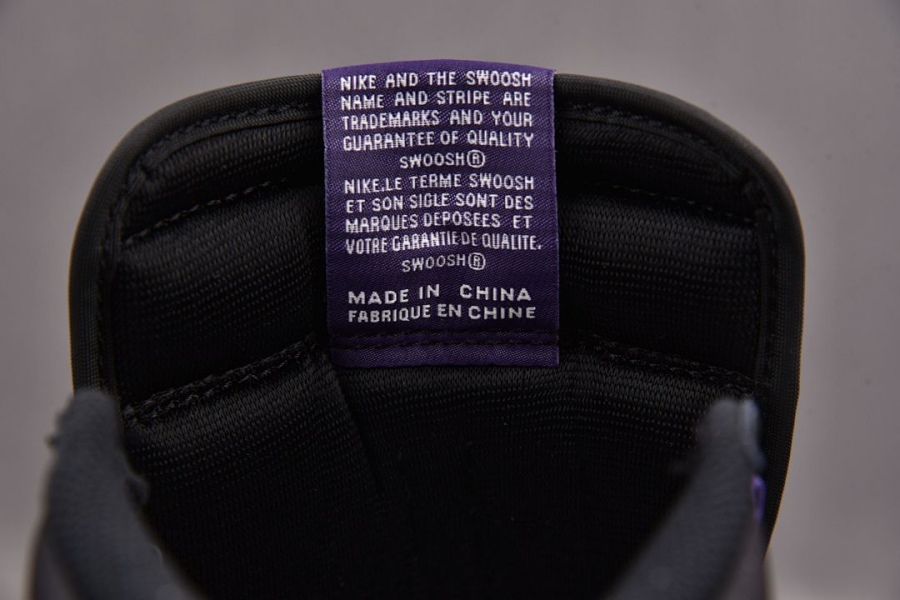 NIKE AND THE SWOOSH
NAME AND STRIPE ARE
TRADEMARKS AND YOUR
GUARANTEE OF QUALITY
SWOOSH®
NIKE.LE TERME SWOOSH
ET SON SIGLE SONT DES
MARQUES DEPOSEES ET
VOTRE GARANTIE DE QUALITE.
SWOOSH®
MADE IN CHINA
FABRIQUE EN CHINE